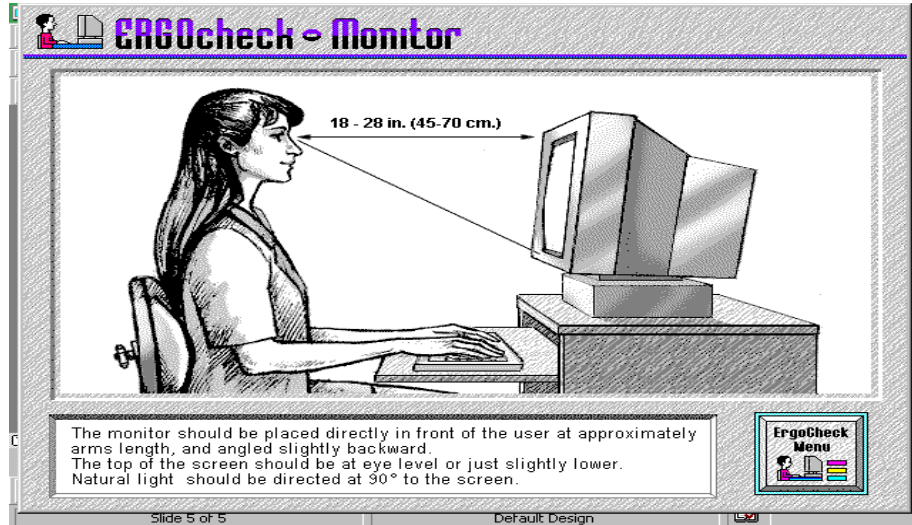 ERGOcheck - Monitor
18 - 28 in. (45-70 cm.)
The monitor should be placed directly in front of the user at approximately
arms length, and angled slightly backward.
The top of the screen should be at eye level or just slightly lower.
Natural light should be directed at 90° to the screen.
ErgoCheck
Menu
Slide 5 of 5
Default Design